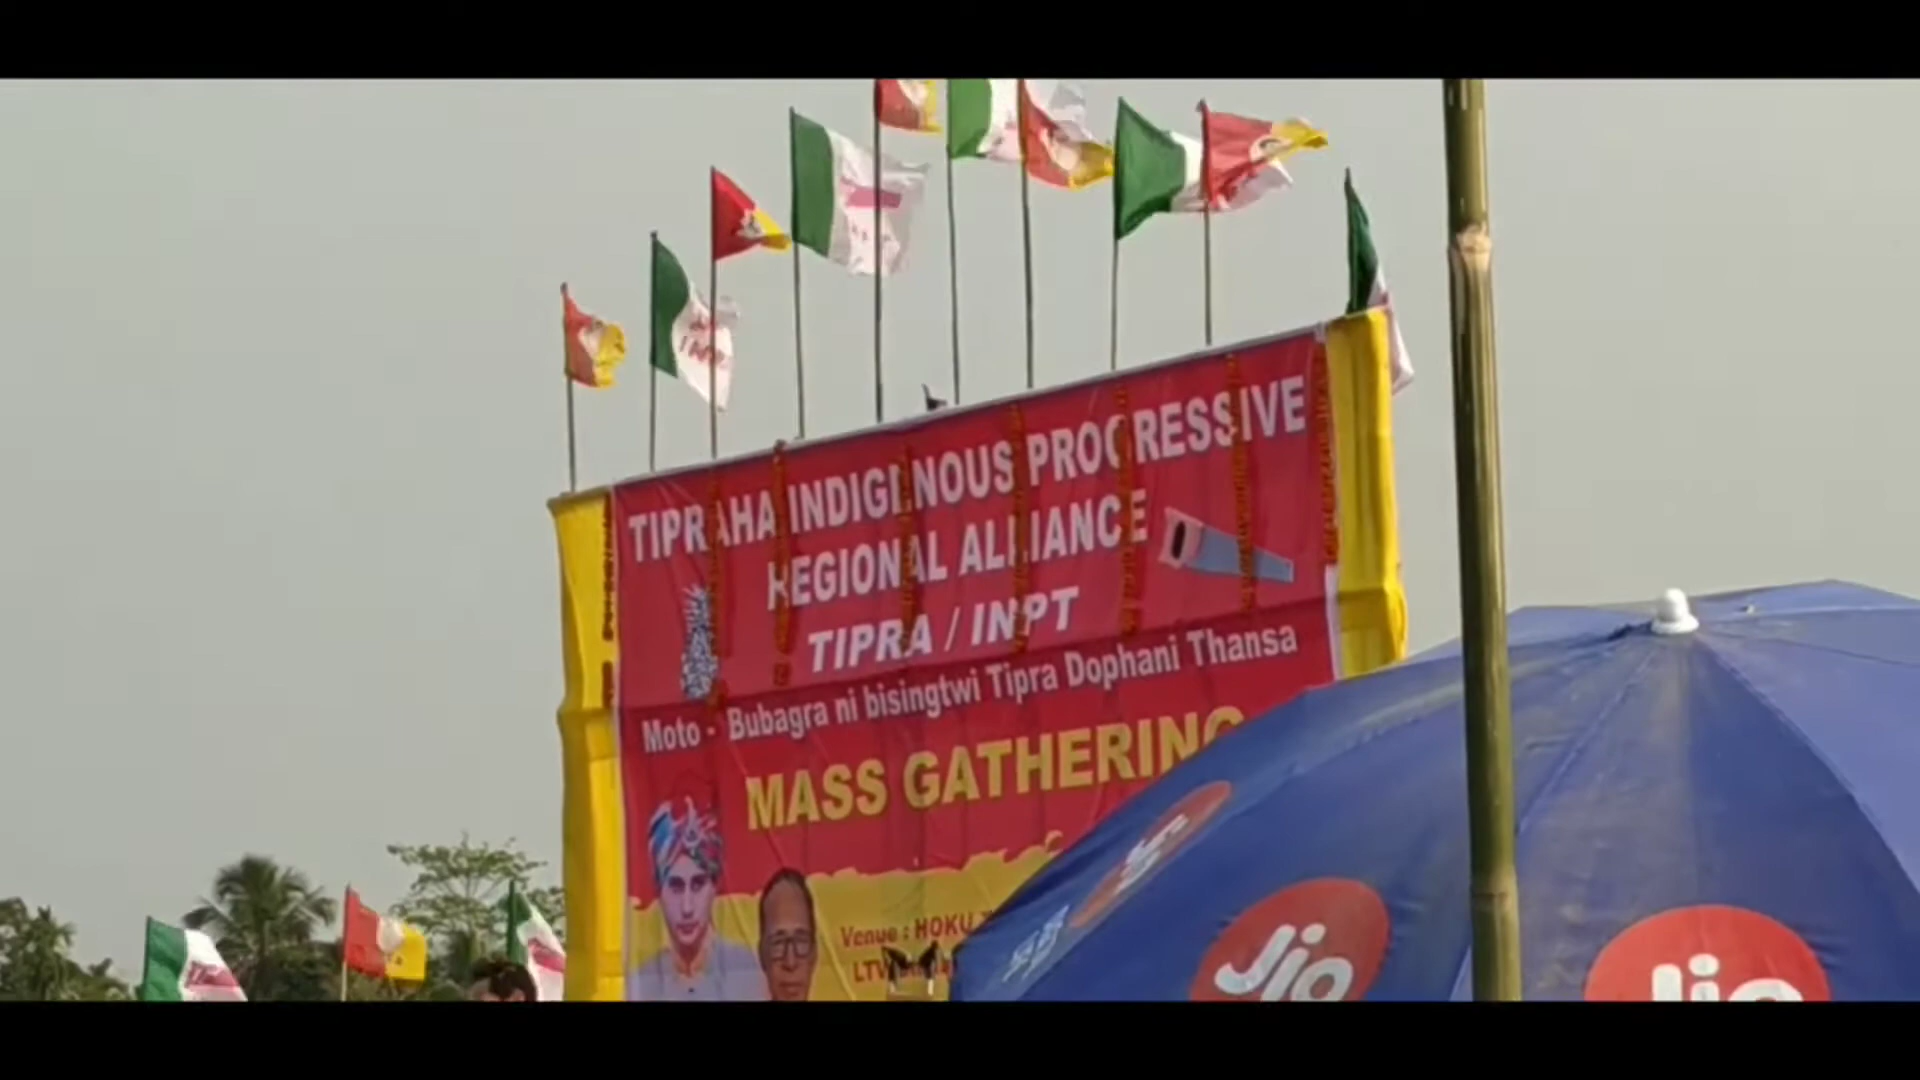 TIPRAHA INDIGENOUS PROGRESSIVE
REGIONAL ALLIANCE
TIPRA / INPT
Moto - Bubagra ni bisingtwi Tipra Dophani Thansa
MASS GATHERING
Venue : HOKU
Jio
Jio
Jio